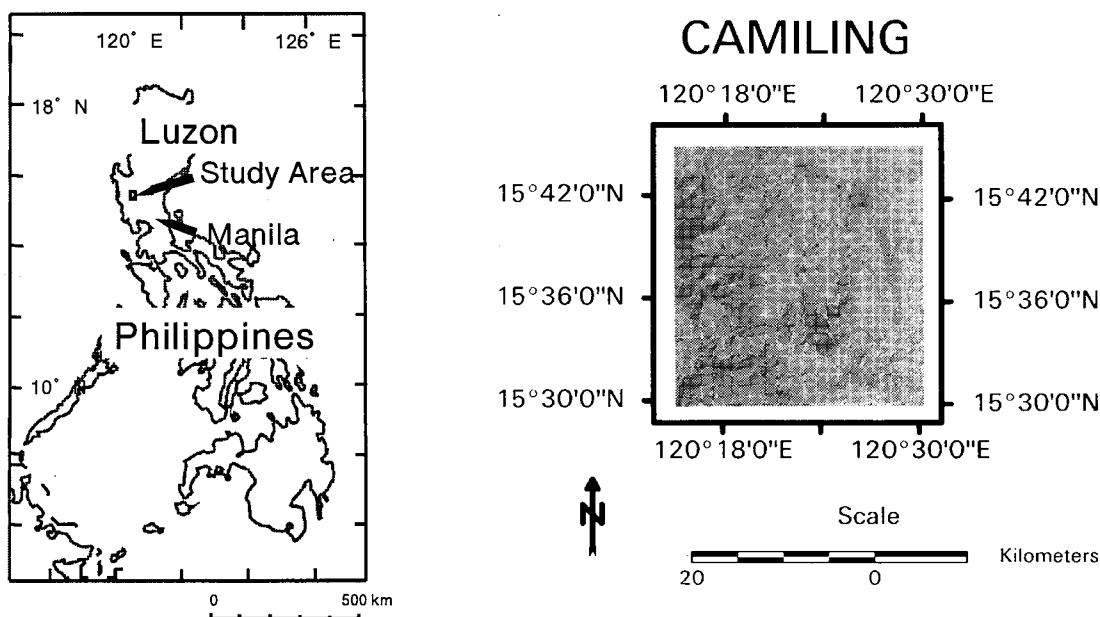 120° E 126° E
18° N
Luzon
Study Area
Manila
Philippines
10°
0 500 km
CAMILING
120°18'0"E 120°30'0"E
15°42'0"N 15°42'0"N
15°36'0"N 15°36'0"N
15°30'0"N 15°30'0"N
120°18'0"E 120°30'0"E
N
Scale
Kilometers
20 0